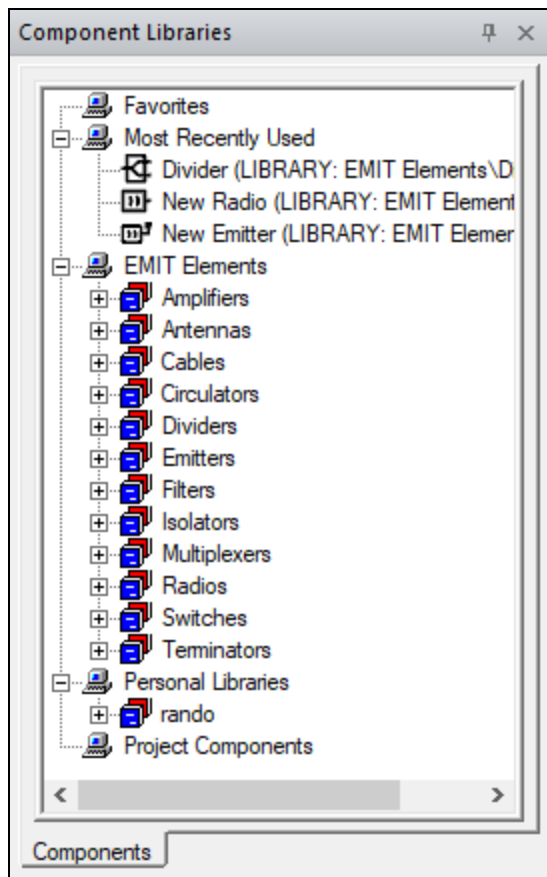 Component Libraries
Favorites
Most Recently Used
Divider (LIBRARY: EMIT Elements\D
New Radio (LIBRARY: EMIT Element
New Emitter (LIBRARY: EMIT Elemer
EMIT Elements
Amplifiers
Antennas
Cables
Circulators
Dividers
Emitters
Filters
Isolators
Multiplexers
Radios
Switches
Terminators
Personal Libraries
rando
Project Components
Components